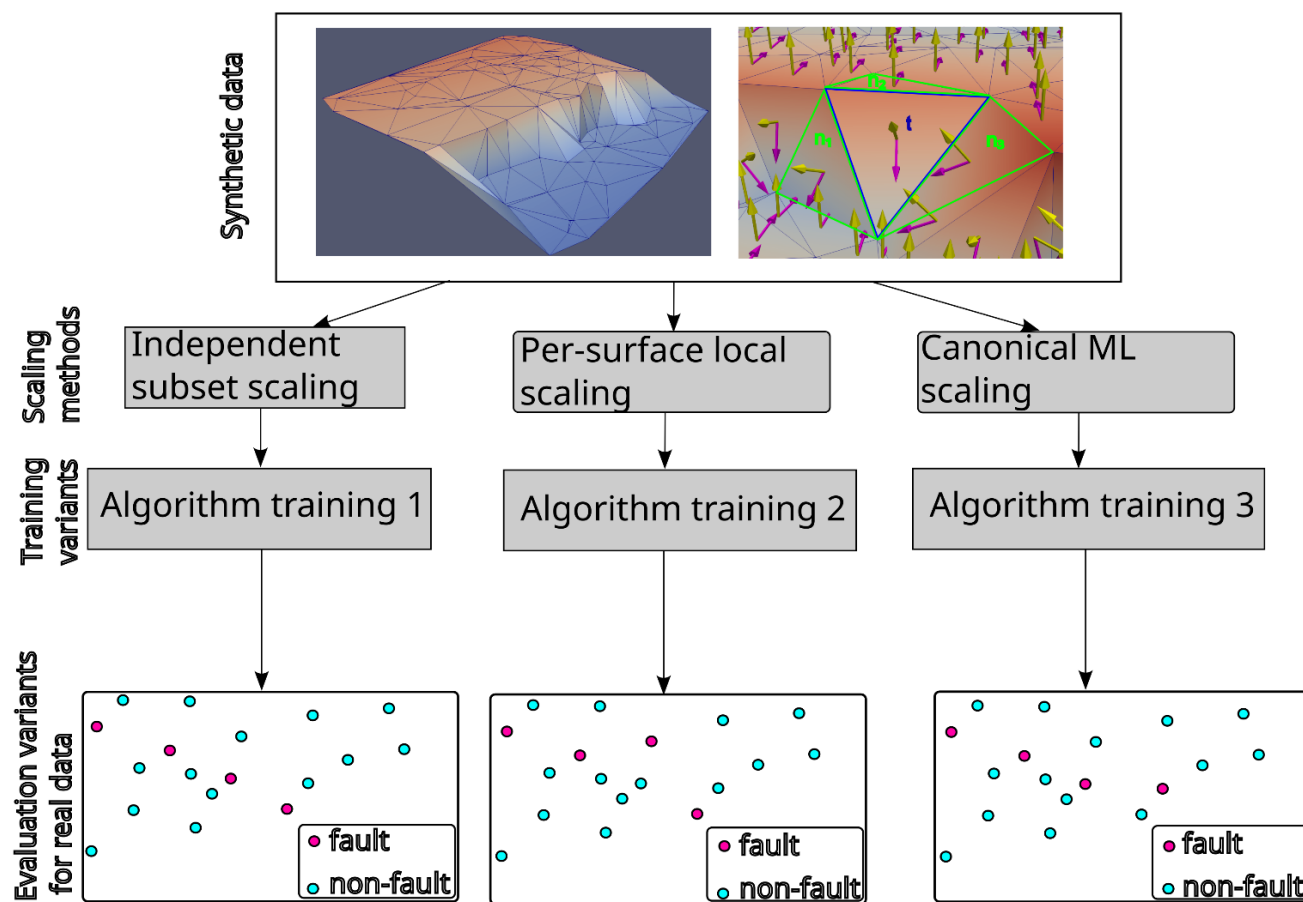 Synthetic data
n₂
t
n₁
n₃
Scaling
methods
Independent
subset scaling
Per-surface local
scaling
Canonical ML
scaling
Training
variants
Algorithm training 1
Algorithm training 2
Algorithm training 3
Evaluation variants
for real data
fault
non-fault
fault
non-fault
fault
non-fault